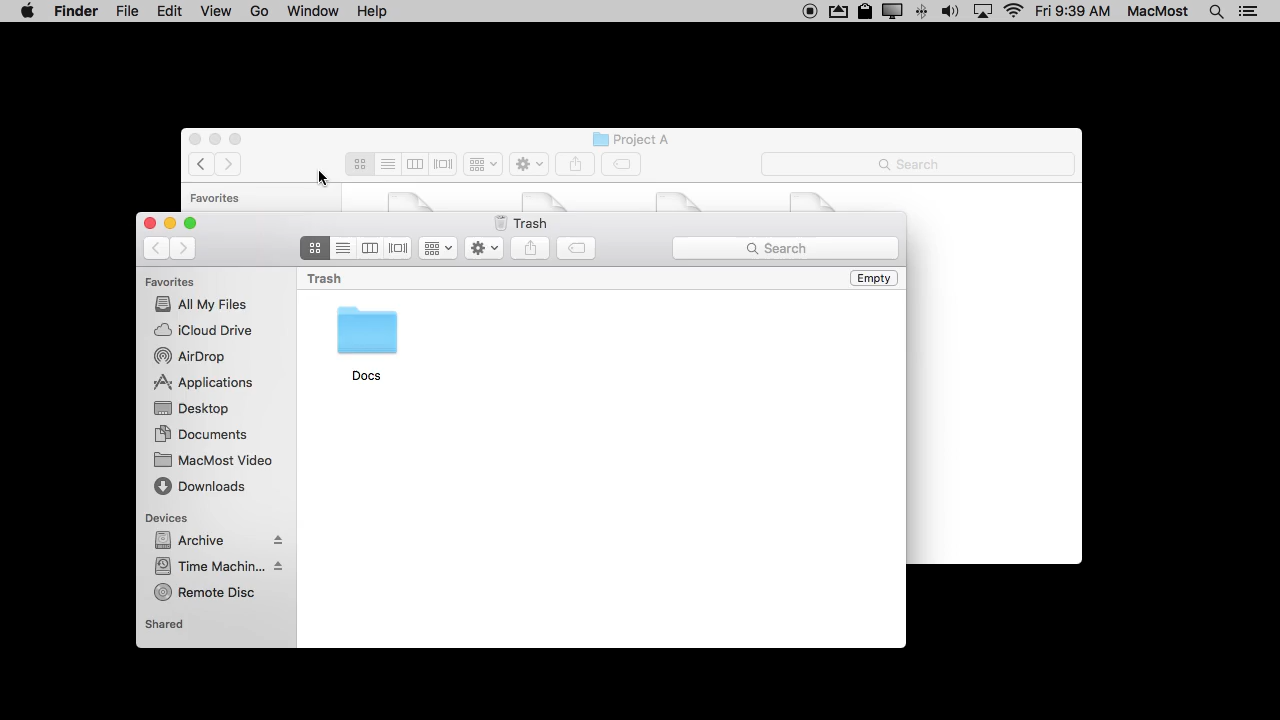 Finder File Edit View Go Window Help Fri 9:39 AM MacMost
Project A
Search
Favorites
Trash
Search
Favorites
All My Files
iCloud Drive
AirDrop
Applications
Desktop
Documents
MacMost Video
Downloads
Devices
Archive
Time Machin...
Remote Disc
Shared
Trash Empty
Docs